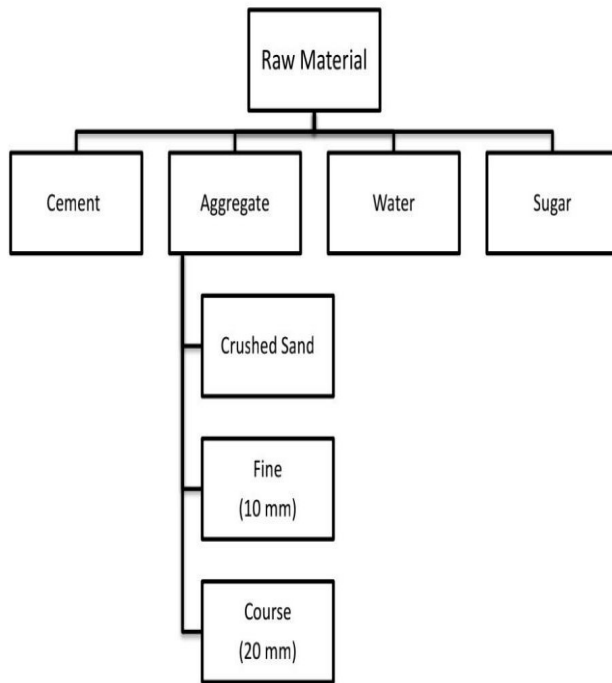 Raw Material
Cement
Aggregate
Water
Sugar
Crushed Sand
Fine
(10 mm)
Course
(20 mm)